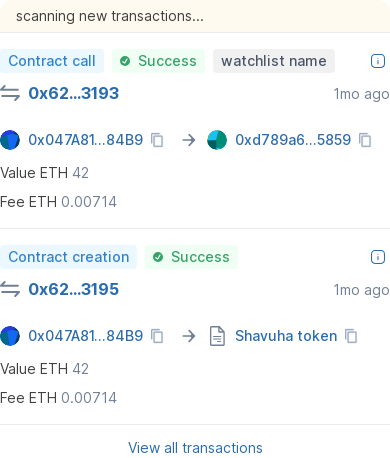 scanning new transactions...
Contract call Success watchlist name
0x62...3193 1mo ago
0x047A81...84B9 0xd789a6...5859
Value ETH 42
Fee ETH 0.00714
Contract creation Success
0x62...3195 1mo ago
0x047A81...84B9 Shavuha token
Value ETH 42
Fee ETH 0.00714
View all transactions